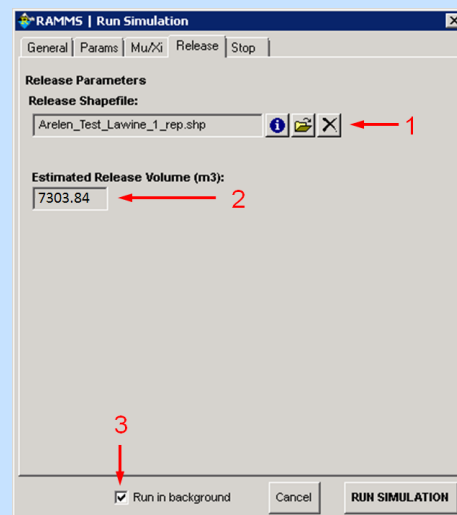 RAMMS | Run Simulation
General Params Mu/Xi Release Stop
Release Parameters
Release Shapefile:
Arelen_Test_Lawine_1_rep.shp
1
Estimated Release Volume (m3):
7303.84
2
3
Run in background Cancel RUN SIMULATION